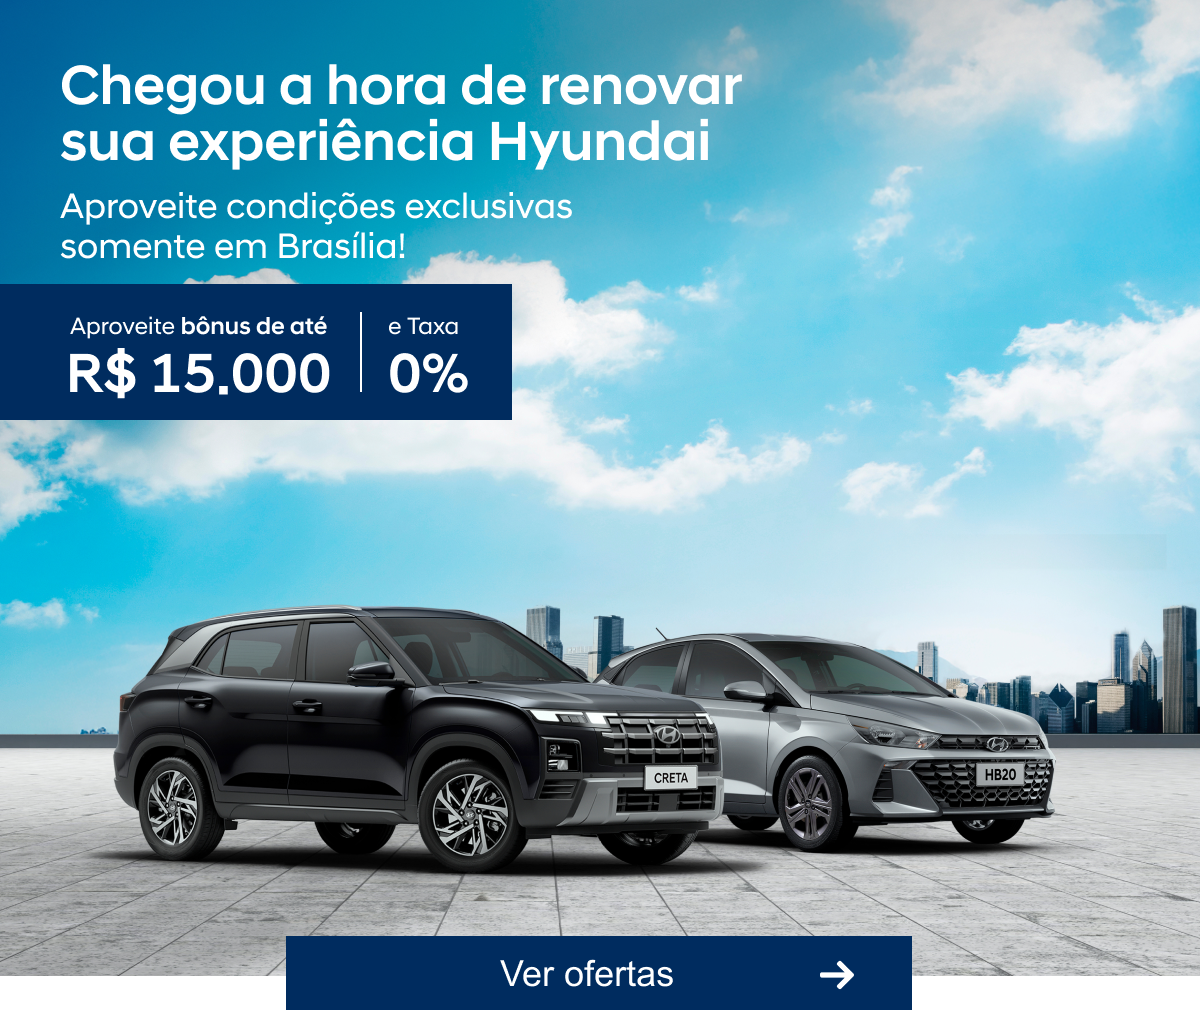 Chegou a hora de renovar
sua experiência Hyundai
Aproveite condições exclusivas
somente em Brasília!
Aproveite bônus de até
R$ 15.000
e Taxa
0%
CRETA
HB20
Ver ofertas